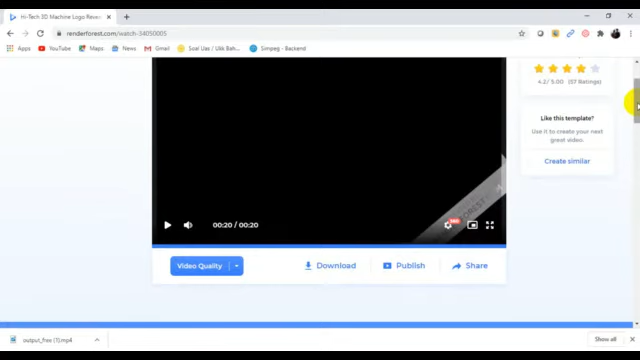 Hi-Tech 3D Machine Logo Revea
renderforest.com/watch-34050005
Apps
YouTube
Maps
News
Gmail
Soal Uas / Ulik Bak...
Simpeg - Backend
4.2/ 5.00 (57 Ratings)
Like this template?
Use it to create your next
great video.
Create similar
00:20 / 00:20
Video Quality
Download
Publish
Share
output_free (1).mp4
Show all